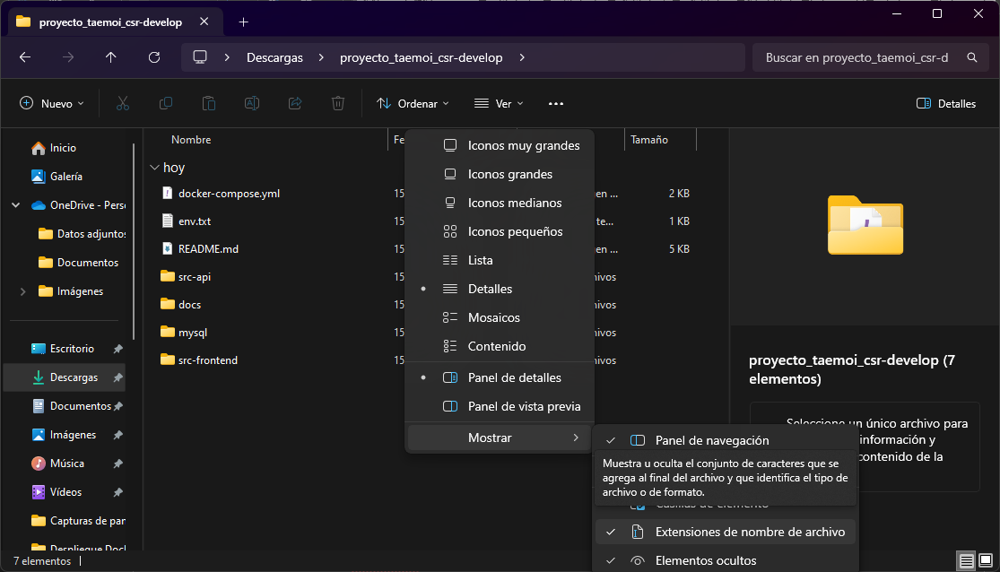 proyecto_taemoi_csr-develop
Descargas
proyecto_taemoi_csr-develop
Buscar en proyecto_taemoi_csr-d
Nuevo
Ordenar
Ver
Detalles
Inicio
Galería
OneDrive - Perso
Datos adjuntos
Documentos
Imágenes
Escritorio
Descargas
Documentos
Imágenes
Música
Vídeos
Capturas de pan
Despliegue Doc
Nombre
Fe
Tamaño
hoy
docker-compose.yml 15 en ... 2 KB
env.txt 15 te... 1 KB
README.md 15 en ... 5 KB
src-api 15 hivos
docs 15 hivos
mysql 15 hivos
src-frontend 15 hivos
Iconos muy grandes
Iconos grandes
Iconos medianos
Iconos pequeños
Lista
Detalles
Mosaicos
Contenido
Panel de detalles
Panel de vista previa
Mostrar
Panel de navegación
Muestra u oculta el conjunto de caracteres que se
agrega al final del archivo y que identifica el tipo de
archivo o de formato.
Casillas de elemento
Extensiones de nombre de archivo
Elementos ocultos
proyecto_taemoi_csr-develop (7
elementos)
Seleccione un único archivo para
información y
contenido de la
7 elementos